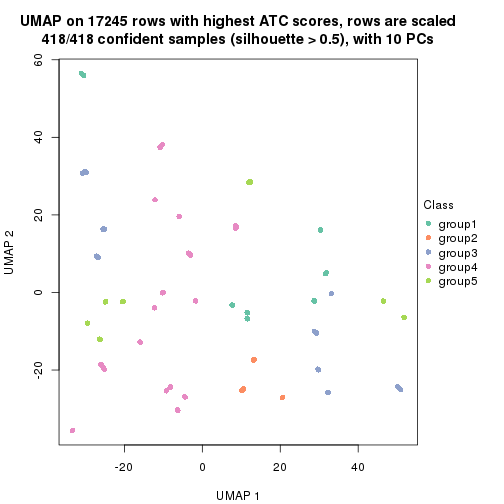 UMAP on 17245 rows with highest ATC scores, rows are scaled
418/418 confident samples (silhouette > 0.5), with 10 PCs
60
40
20
0
-20
UMAP 2
-20
0
20
40
UMAP 1
Class
group1
group2
group3
group4
group5